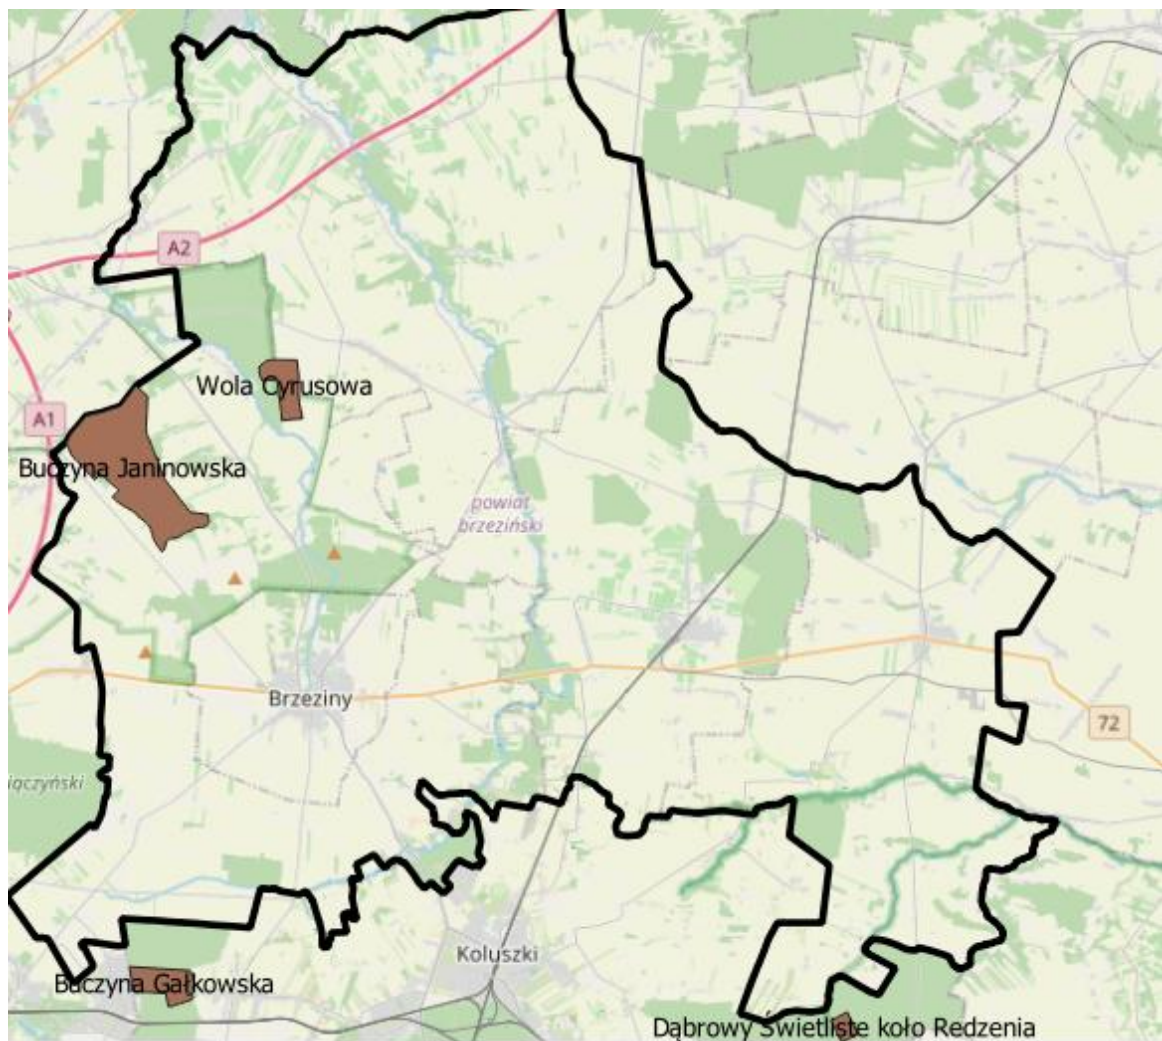 A2
Wola Cyrusowa
A1
Buczyna Janinowska
powiat
brzeziński
Brzeziny
72
iączyński
Koluszki
Buczyna Gałkowska
Dąbrowy Świetliste koło Redzenia